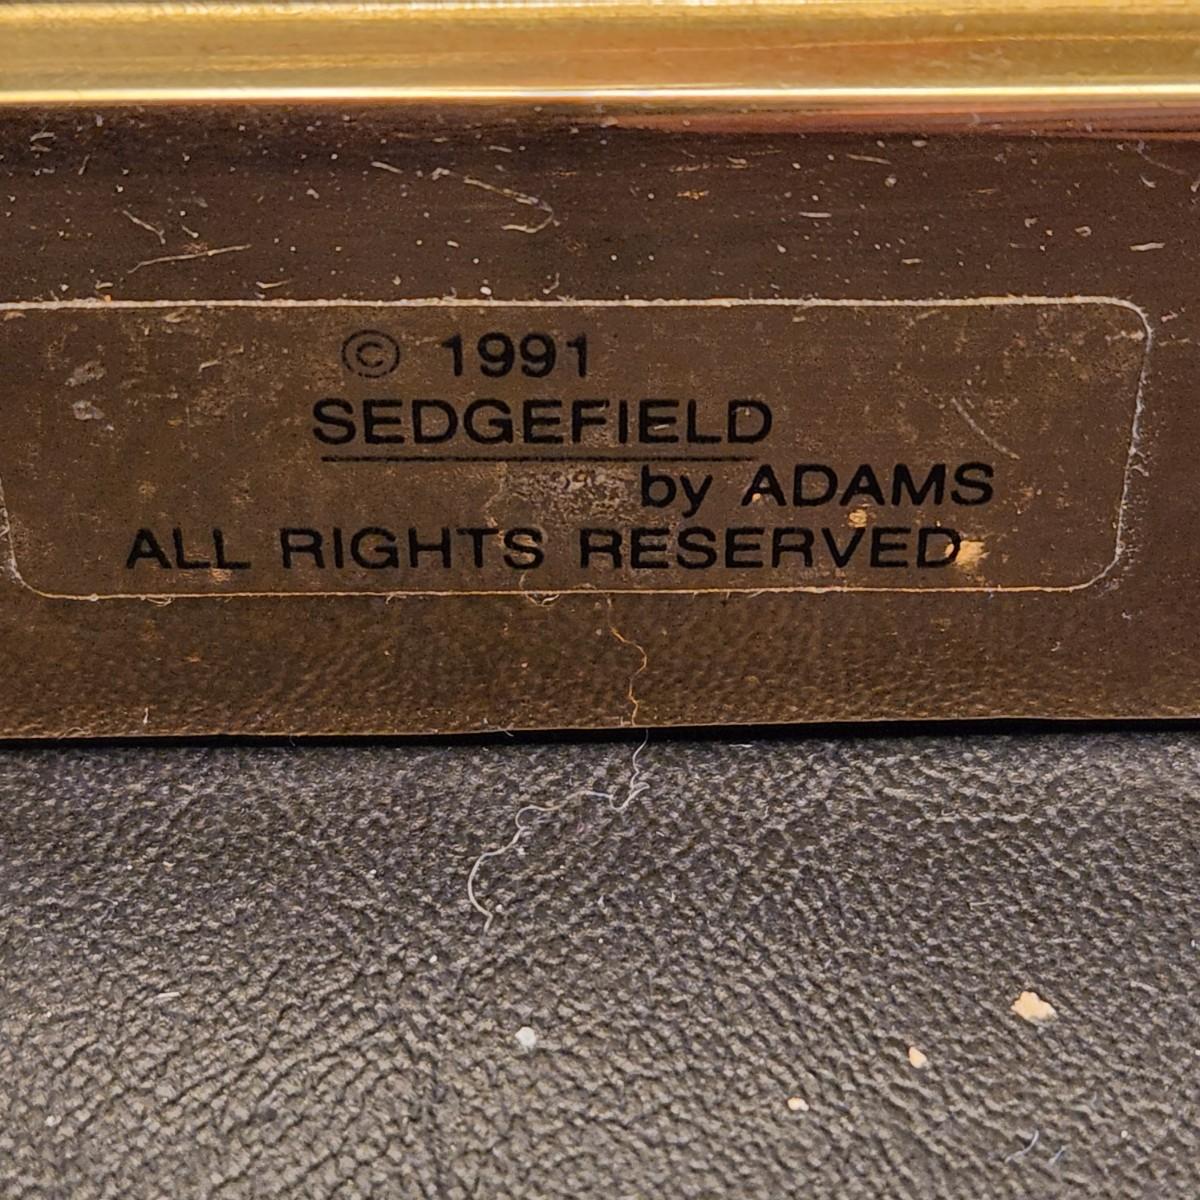 © 1991
SEDGEFIELD
by ADAMS
ALL RIGHTS RESERVED